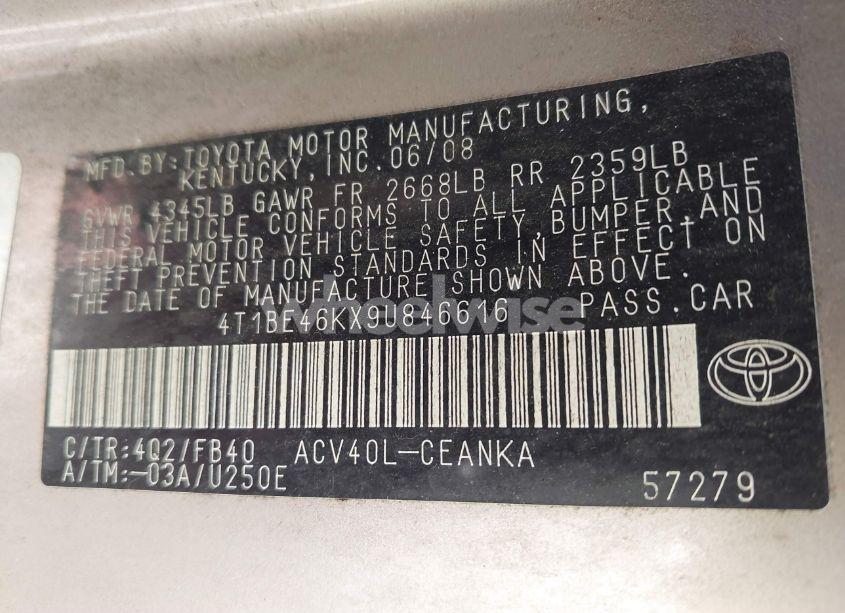 MFD.BY:TOYOTA MOTOR MANUFACTURING,
KENTUCKY,INC.06/08
GVWR 4345LB GAWR FR 2668LB RR 2359LB
THIS VEHICLE CONFORMS TO ALL APPLICABLE
FEDERAL MOTOR VEHICLE SAFETY,BUMPER,AND
THEFT PREVENTION STANDARDS IN EFFECT ON
THE DATE OF MANUFACTURE SHOWN ABOVE.
4T1BE46KX9U846616 PASS.CAR
wheelwise
C/TR:4Q2/FB40 ACV40L-CEANKA
A/TM:-03A/U250E 57279